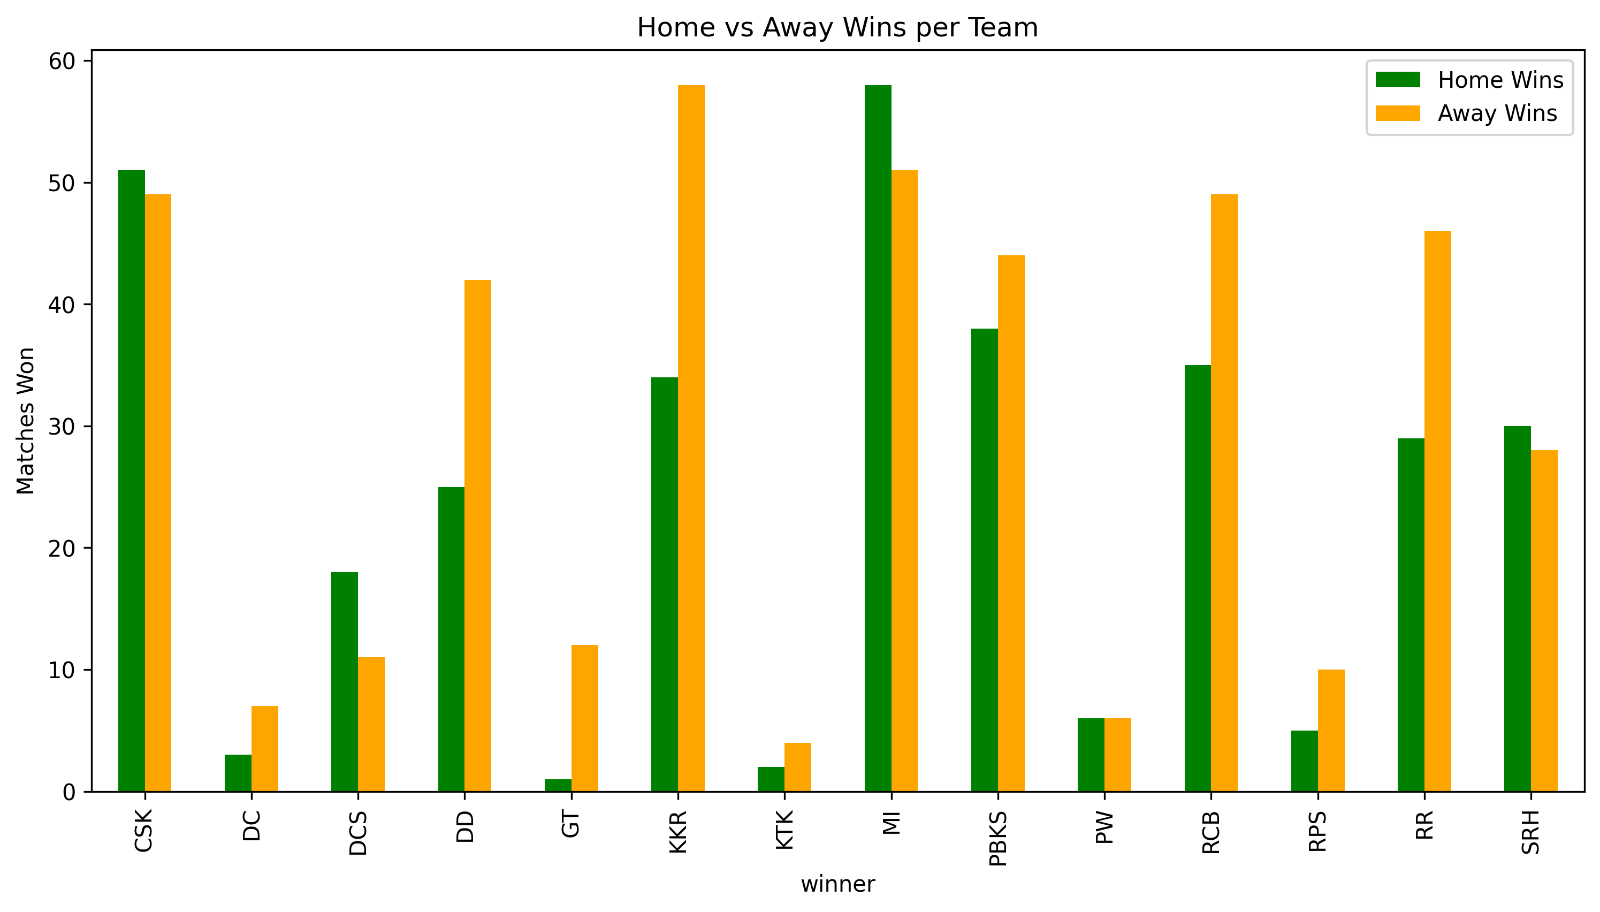 Home vs Away Wins per Team
Home Wins
Away Wins
Matches Won
60
50
40
30
20
10
0
CSK
DC
DCS
DD
GT
KKR
KTK
MI
PBKS
PW
RCB
RPS
RR
SRH
winner